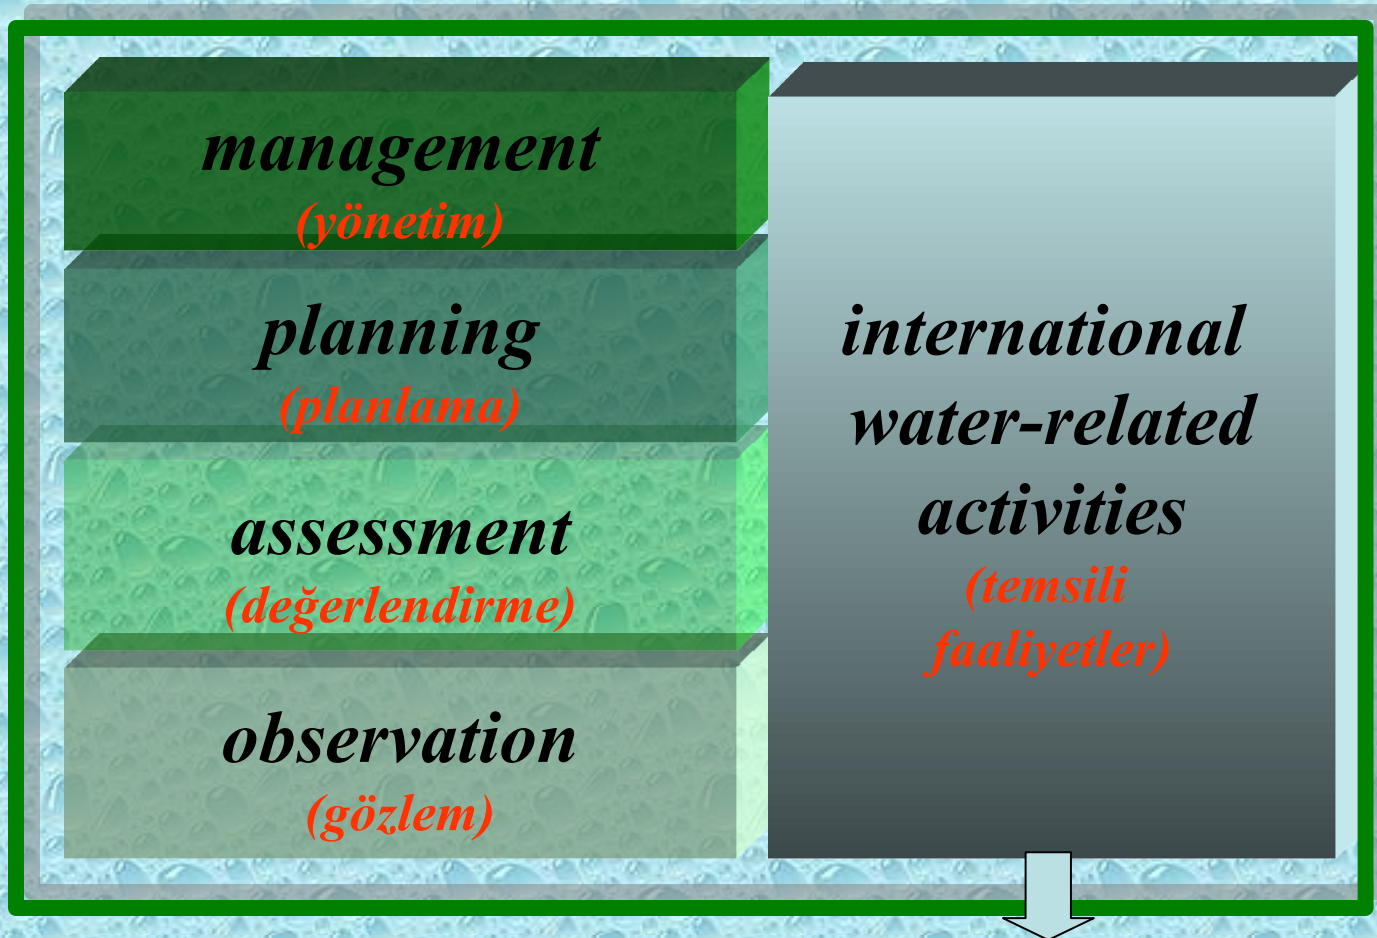 management
(yönetim)
planning
(planlama)
assessment
(değerlendirme)
observation
(gözlem)
international
water-related
activities
(temsili
faaliyetler)